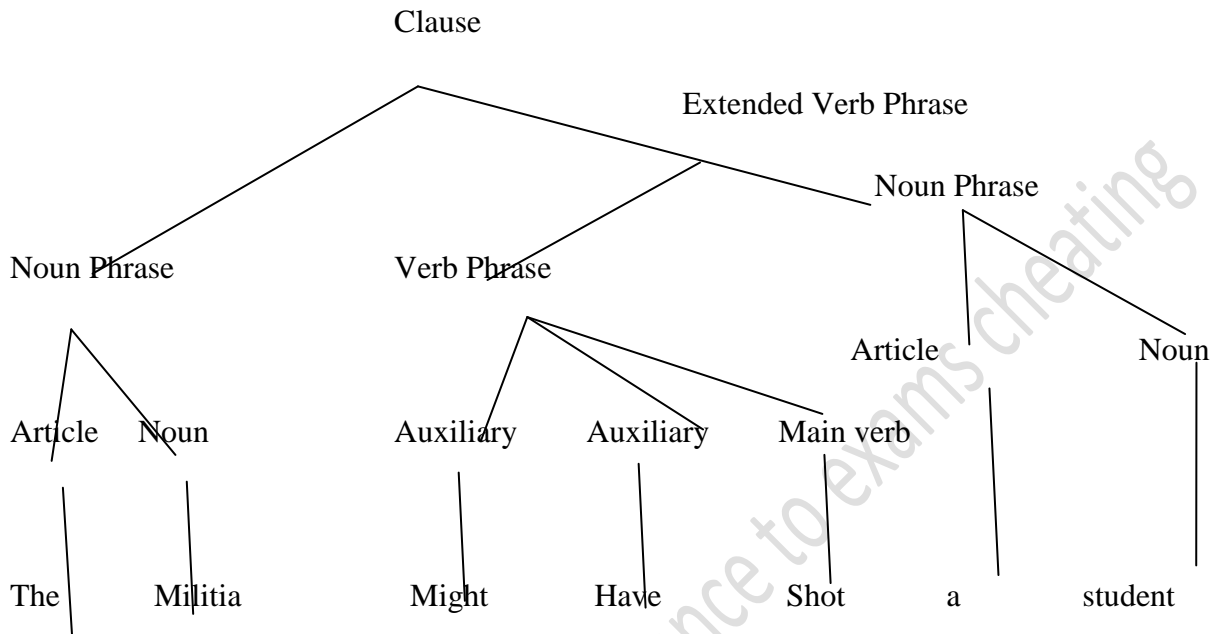 Clause
Extended Verb Phrase
Noun Phrase
Noun Phrase Verb Phrase
Article Noun
Article Noun Auxiliary Auxiliary Main verb
The Militia Might Have Shot a student
nce to exams cheating